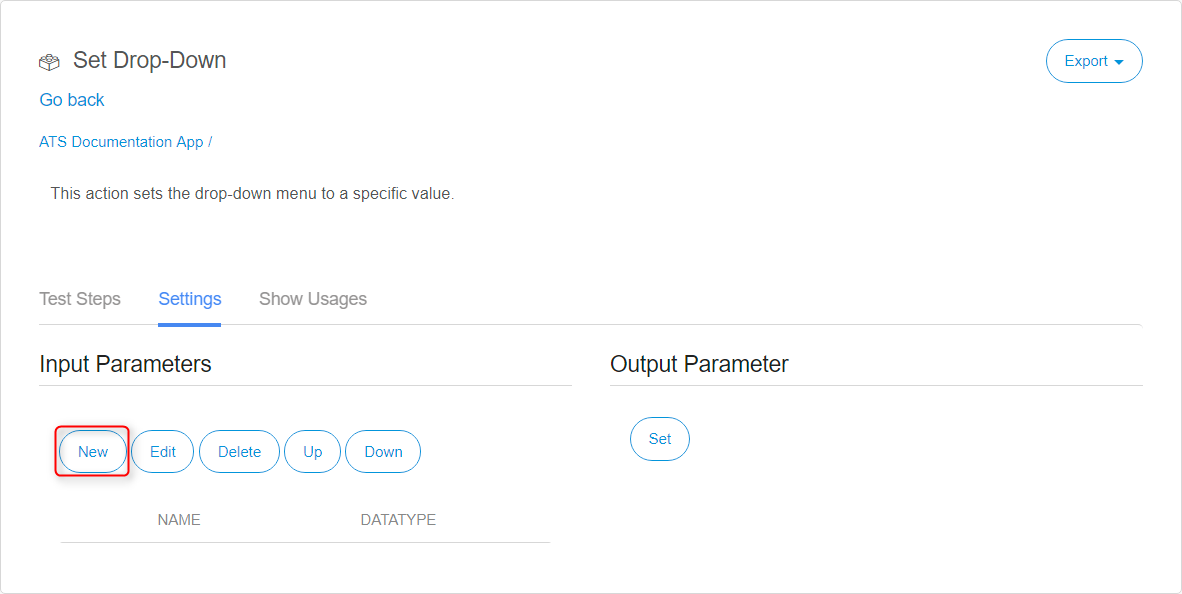 Set Drop-Down
Export
Go back
ATS Documentation App /
This action sets the drop-down menu to a specific value.
Test Steps Settings Show Usages
Input Parameters
New Edit Delete Up Down
NAME DATATYPE
Output Parameter
Set